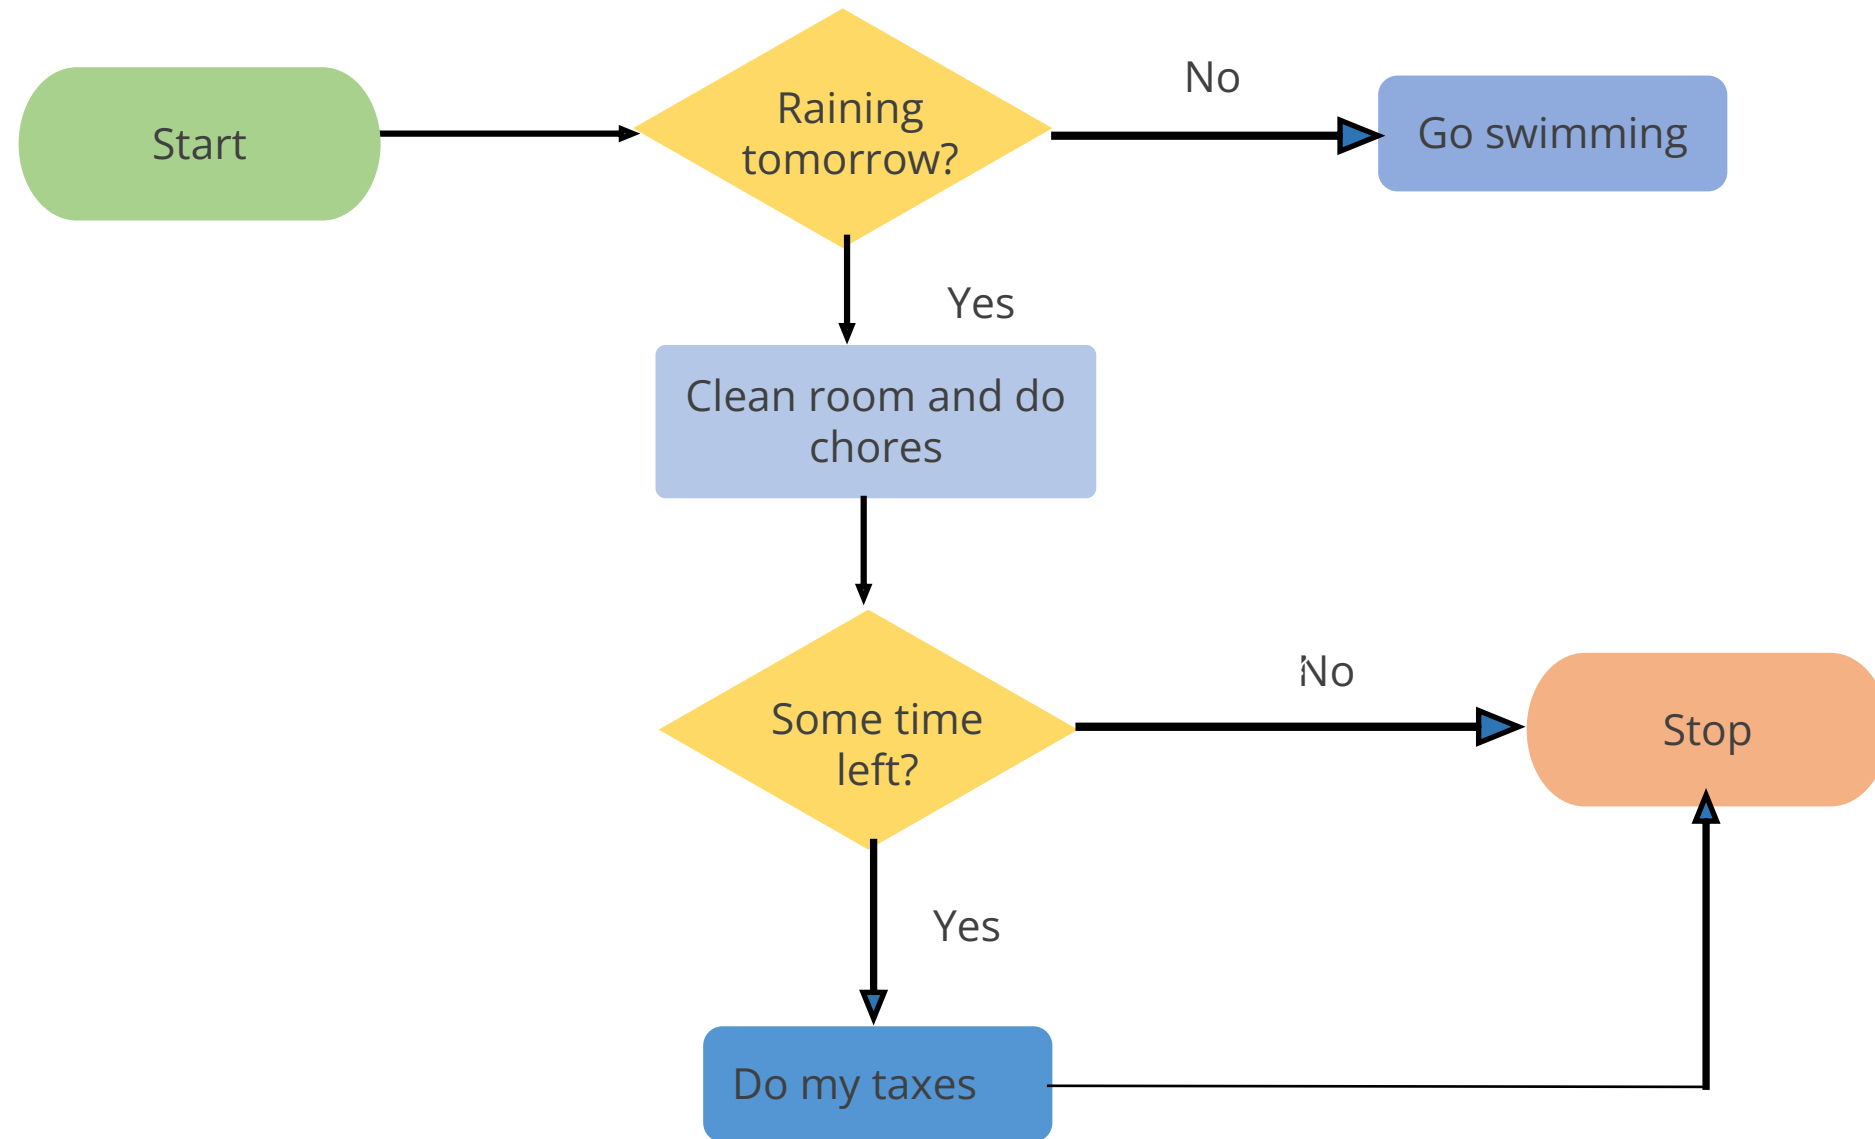 Start
Raining
tomorrow?
No
Go swimming
Yes
Clean room and do
chores
Some time
left?
No
Stop
Yes
Do my taxes